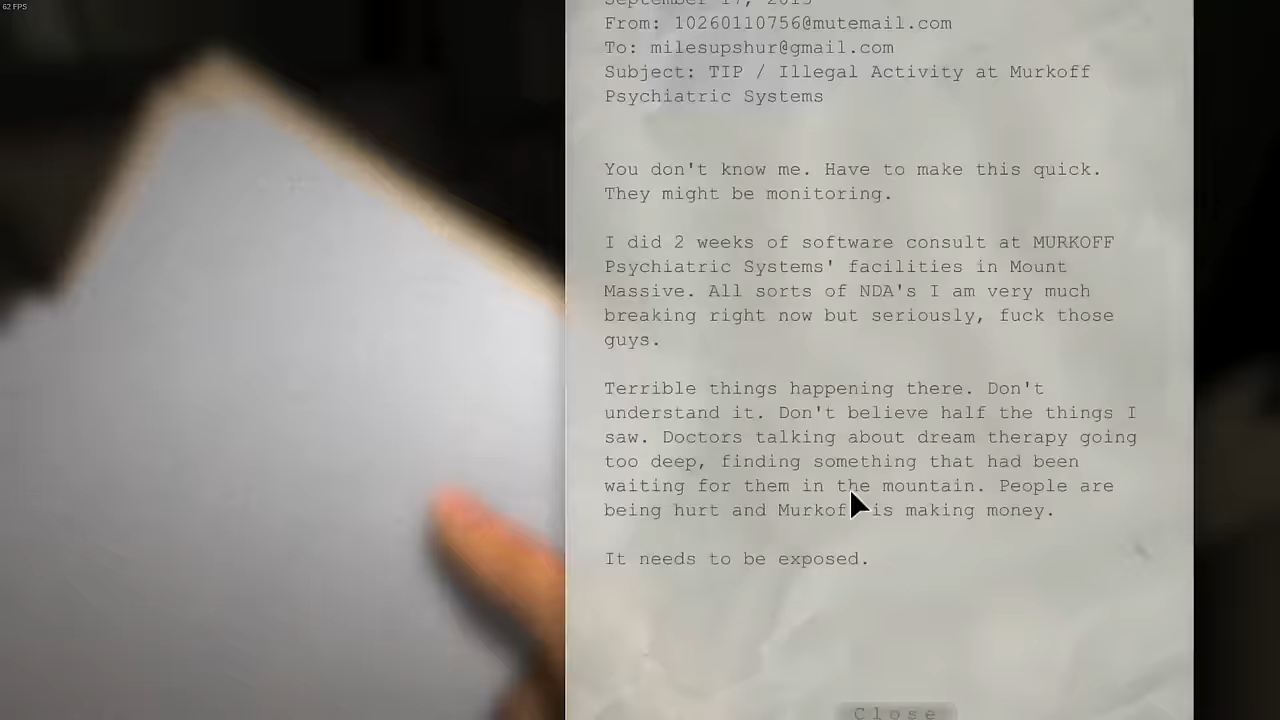 62 FPS
September 17, 2013
From: 10260110756@mutemail.com
To: milesupshur@gmail.com
Subject: TIP / Illegal Activity at Murkoff
Psychiatric Systems
You don't know me. Have to make this quick.
They might be monitoring.
I did 2 weeks of software consult at MURKOFF
Psychiatric Systems' facilities in Mount
Massive. All sorts of NDA's I am very much
breaking right now but seriously, fuck those
guys.
Terrible things happening there. Don't
understand it. Don't believe half the things I
saw. Doctors talking about dream therapy going
too deep, finding something that had been
waiting for them in the mountain. People are
being hurt and Murkoff is making money.
It needs to be exposed.
Close